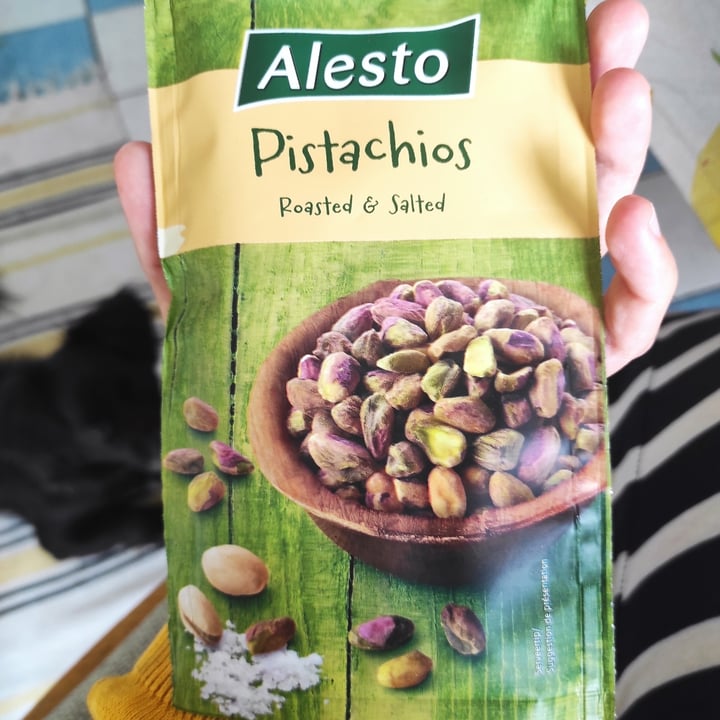 Alesto
Pistachios
Roasted & Salted
Serveertip/
Suggestion de présentation